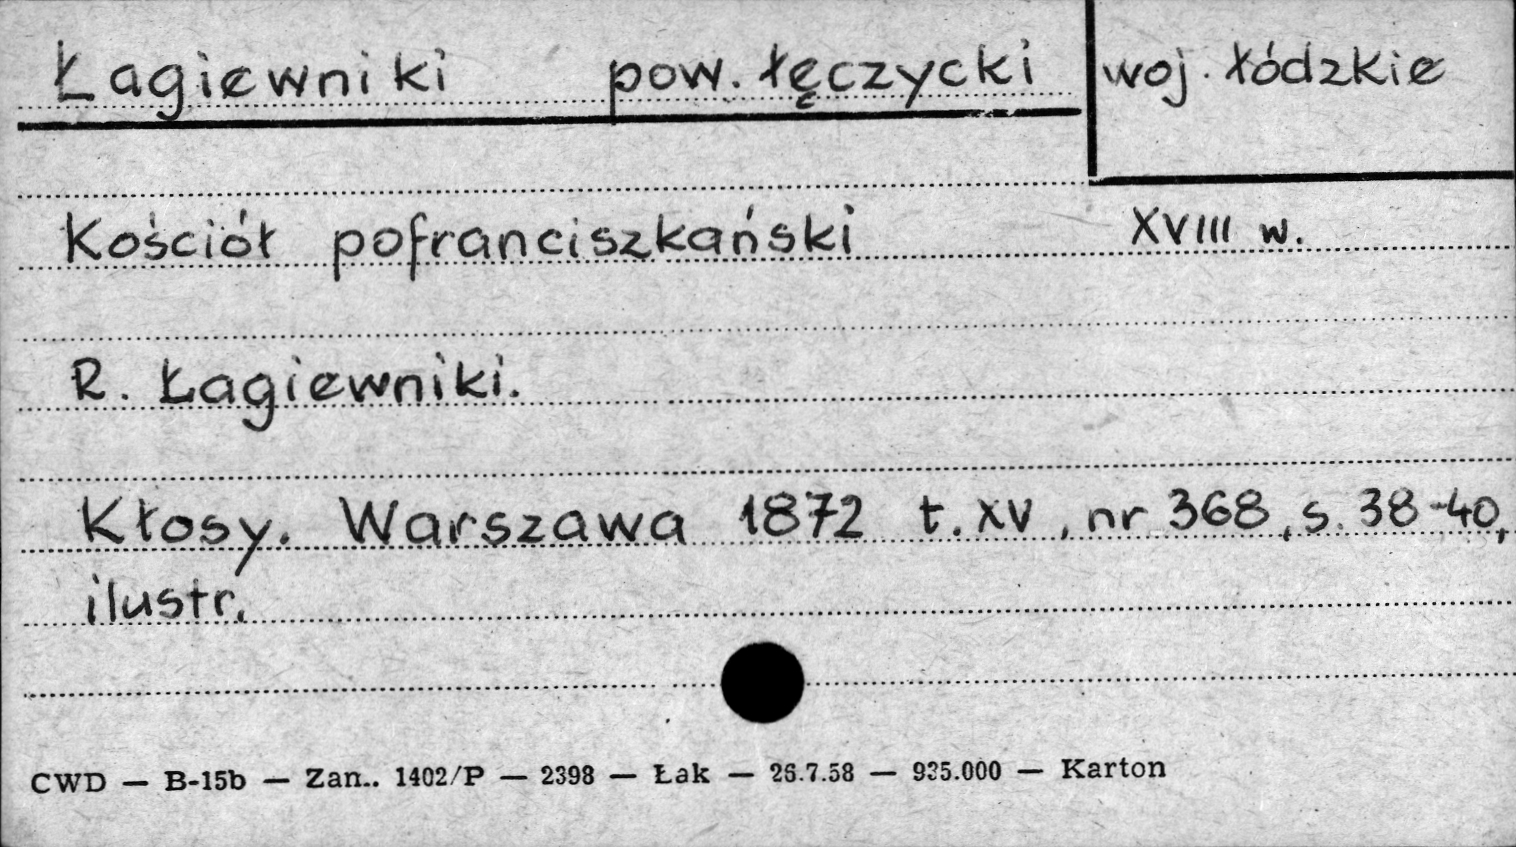 Łagiewniki pow. łęczycki woj. łódzkie
Kościół pofranciszkański XVIII w.
R. Łagiewniki.
Kłosy. Warszawa 1872 t. XV, nr 368, s. 38-40,
ilustr.
CWD — B-15b — Zan.. 1402/P — 2398 — Łak — 26.7.58 — 935.000 — Karton